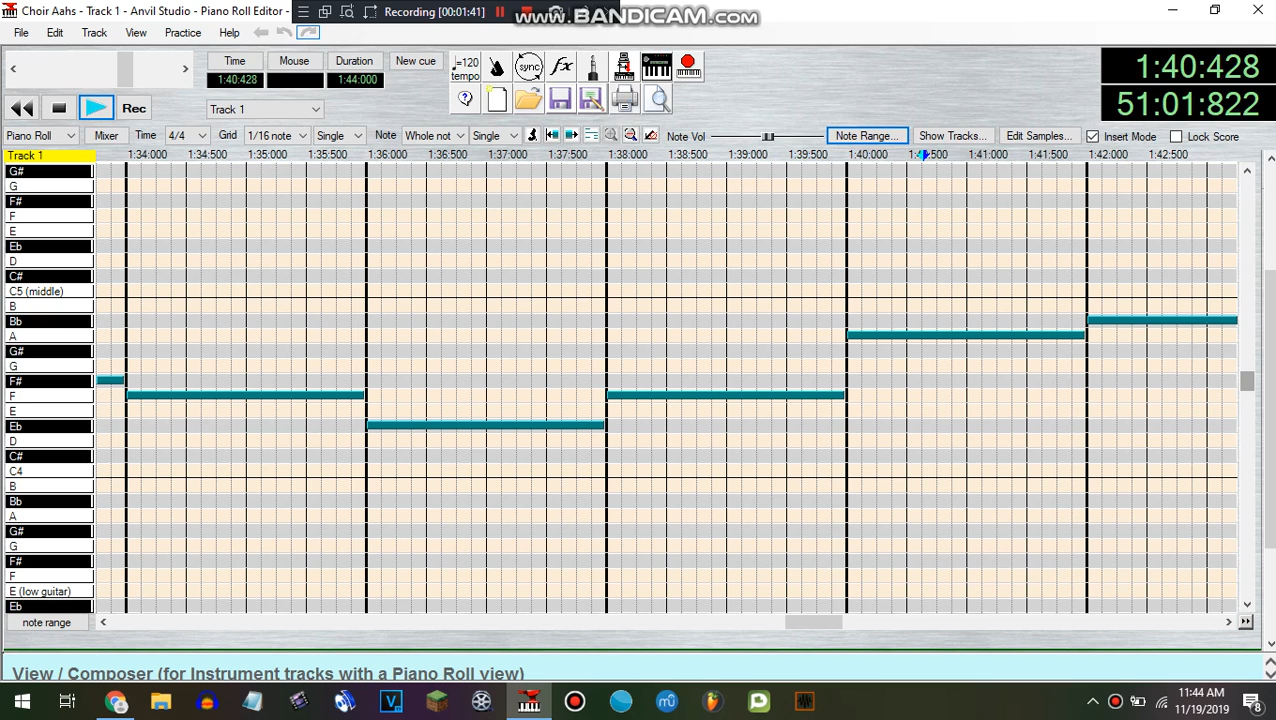 Choir Aahs - Track 1 - Anvil Studio - Piano Roll Editor -
Recording [00:01:41]
www.BANDICAM.com
File Edit Track View Practice Help
Time Mouse Duration New cue
1:40:428 1:44:000
♩=120 tempo
sync
fx
1:40:428
51:01:822
Rec
Track 1
Piano Roll Mixer Time 4/4 Grid 1/16 note Single Note Whole not Single Note Vol Note Range... Show Tracks... Edit Samples... Insert Mode Lock Score
Track 1
1:34:000 1:34:500 1:35:000 1:35:500 1:36:000 1:36:500 1:37:000 1:37:500 1:38:000 1:38:500 1:39:000 1:39:500 1:40:000 1:41:000 1:41:500 1:42:000 1:42:500
G#
G
F#
F
E
Eb
D
C#
C5 (middle)
B
Bb
A
G#
G
F#
F
E
Eb
D
C#
C4
B
Bb
A
G#
G
F#
F
E (low guitar)
Eb
note range
View / Composer (for Instrument tracks with a Piano Roll view)
11:44 AM
11/19/2019
8